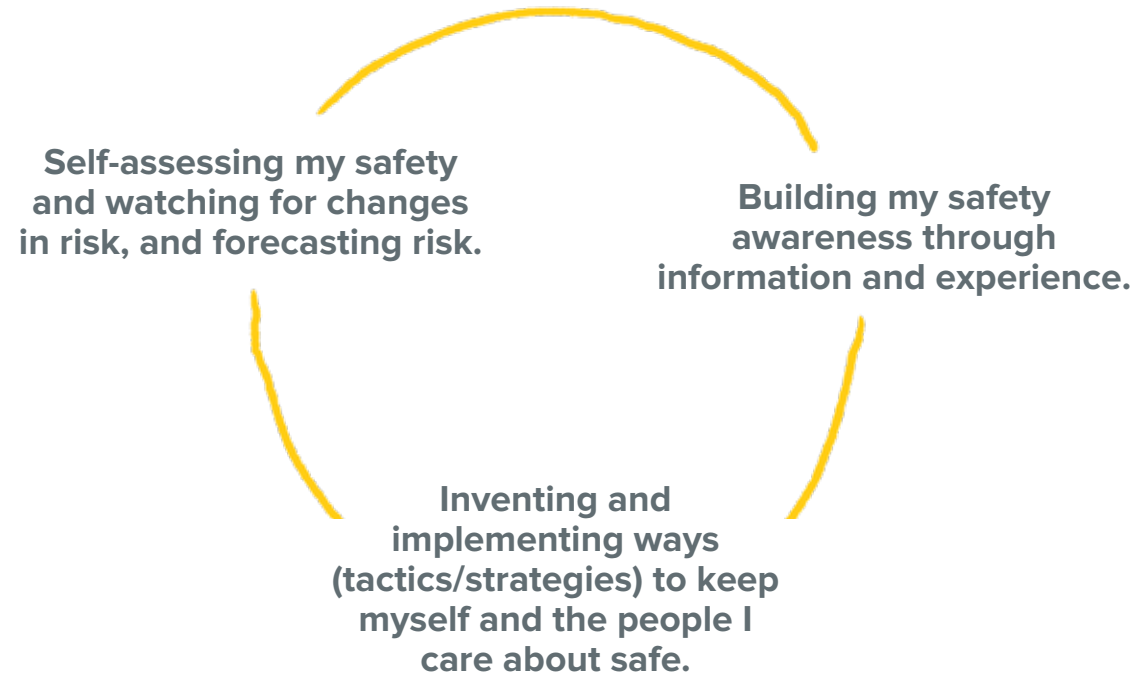 Self-assessing my safety
and watching for changes
in risk, and forecasting risk.
Building my safety
awareness through
information and experience.
Inventing and
implementing ways
(tactics/strategies) to keep
myself and the people I
care about safe.